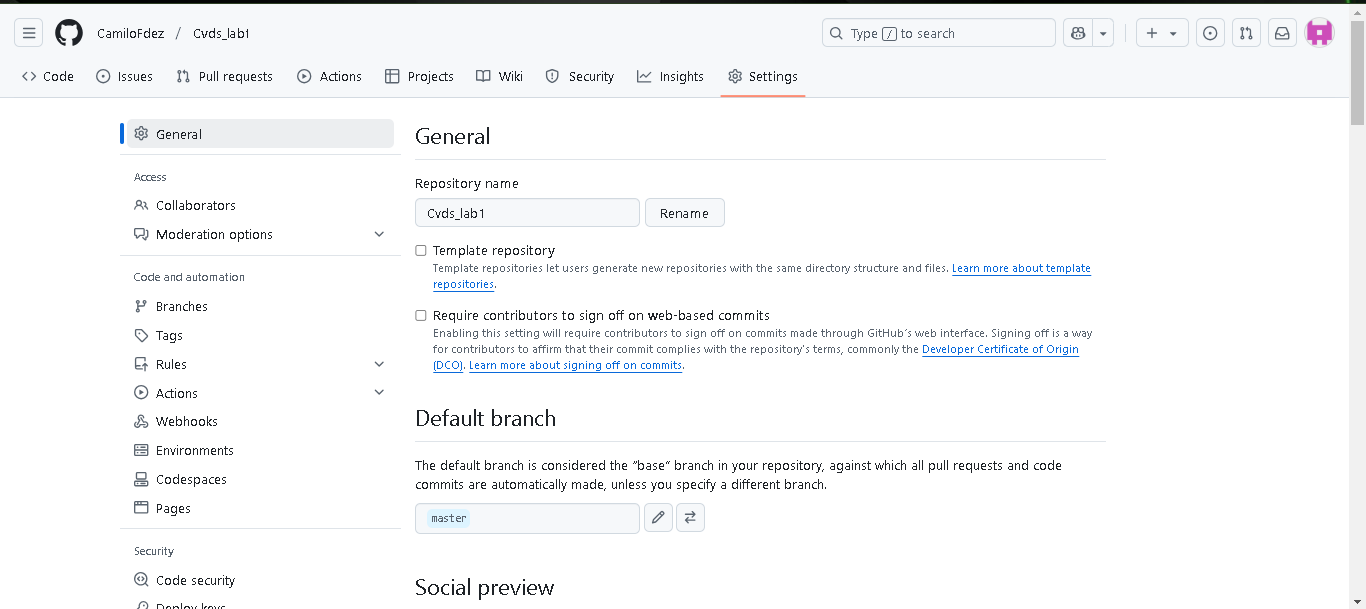 CamiloFdez / Cvds_lab1
Type / to search
Code
Issues
Pull requests
Actions
Projects
Wiki
Security
Insights
Settings
General
Access
Collaborators
Moderation options
Code and automation
Branches
Tags
Rules
Actions
Webhooks
Environments
Codespaces
Pages
Security
Code security
Deploy keys
General
Repository name
Cvds_lab1
Rename
Template repository
Template repositories let users generate new repositories with the same directory structure and files. Learn more about template
repositories.
Require contributors to sign off on web-based commits
Enabling this setting will require contributors to sign off on commits made through GitHub's web interface. Signing off is a way
for contributors to affirm that their commit complies with the repository's terms, commonly the Developer Certificate of Origin
(DCO). Learn more about signing off on commits.
Default branch
The default branch is considered the "base" branch in your repository, against which all pull requests and code
commits are automatically made, unless you specify a different branch.
master
Social preview